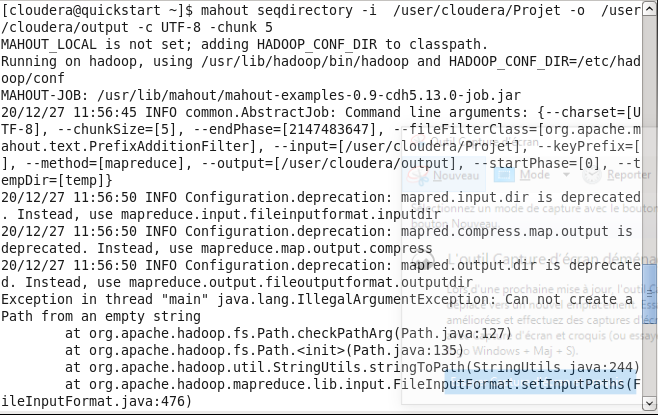 [cloudera@quickstart ~]$ mahout seqdirectory -i  /user/cloudera/Projet -o  /user
/cloudera/output -c UTF-8 -chunk 5
MAHOUT_LOCAL is not set; adding HADOOP_CONF_DIR to classpath.
Running on hadoop, using /usr/lib/hadoop/bin/hadoop and HADOOP_CONF_DIR=/etc/had
oop/conf
MAHOUT-JOB: /usr/lib/mahout/mahout-examples-0.9-cdh5.13.0-job.jar
20/12/27 11:56:45 INFO common.AbstractJob: Command line arguments: {--charset=[U
TF-8], --chunkSize=[5], --endPhase=[2147483647], --fileFilterClass=[org.apache.m
ahout.text.PrefixAdditionFilter], --input=[/user/cloudera/Projet], --keyPrefix=[
], --method=[mapreduce], --output=[/user/cloudera/output], --startPhase=[0], --t
empDir=[temp]}
Nouveau
Mode
Reporter
20/12/27 11:56:50 INFO Configuration.deprecation: mapred.input.dir is deprecated
. Instead, use mapreduce.input.fileinputformat.inputdir
20/12/27 11:56:50 INFO Configuration.deprecation: mapred.compress.map.output is
deprecated. Instead, use mapreduce.map.output.compress
20/12/27 11:56:50 INFO Configuration.deprecation: mapred.output.dir is deprecate
d. Instead, use mapreduce.output.fileoutputformat.outputdir
Exception in thread "main" java.lang.IllegalArgumentException: Can not create a
Path from an empty string
        at org.apache.hadoop.fs.Path.checkPathArg(Path.java:127)
        at org.apache.hadoop.fs.Path.<init>(Path.java:135)
        at org.apache.hadoop.util.StringUtils.stringToPath(StringUtils.java:244)
        at org.apache.hadoop.mapreduce.lib.input.FileInputFormat.setInputPaths(F
ileInputFormat.java:476)